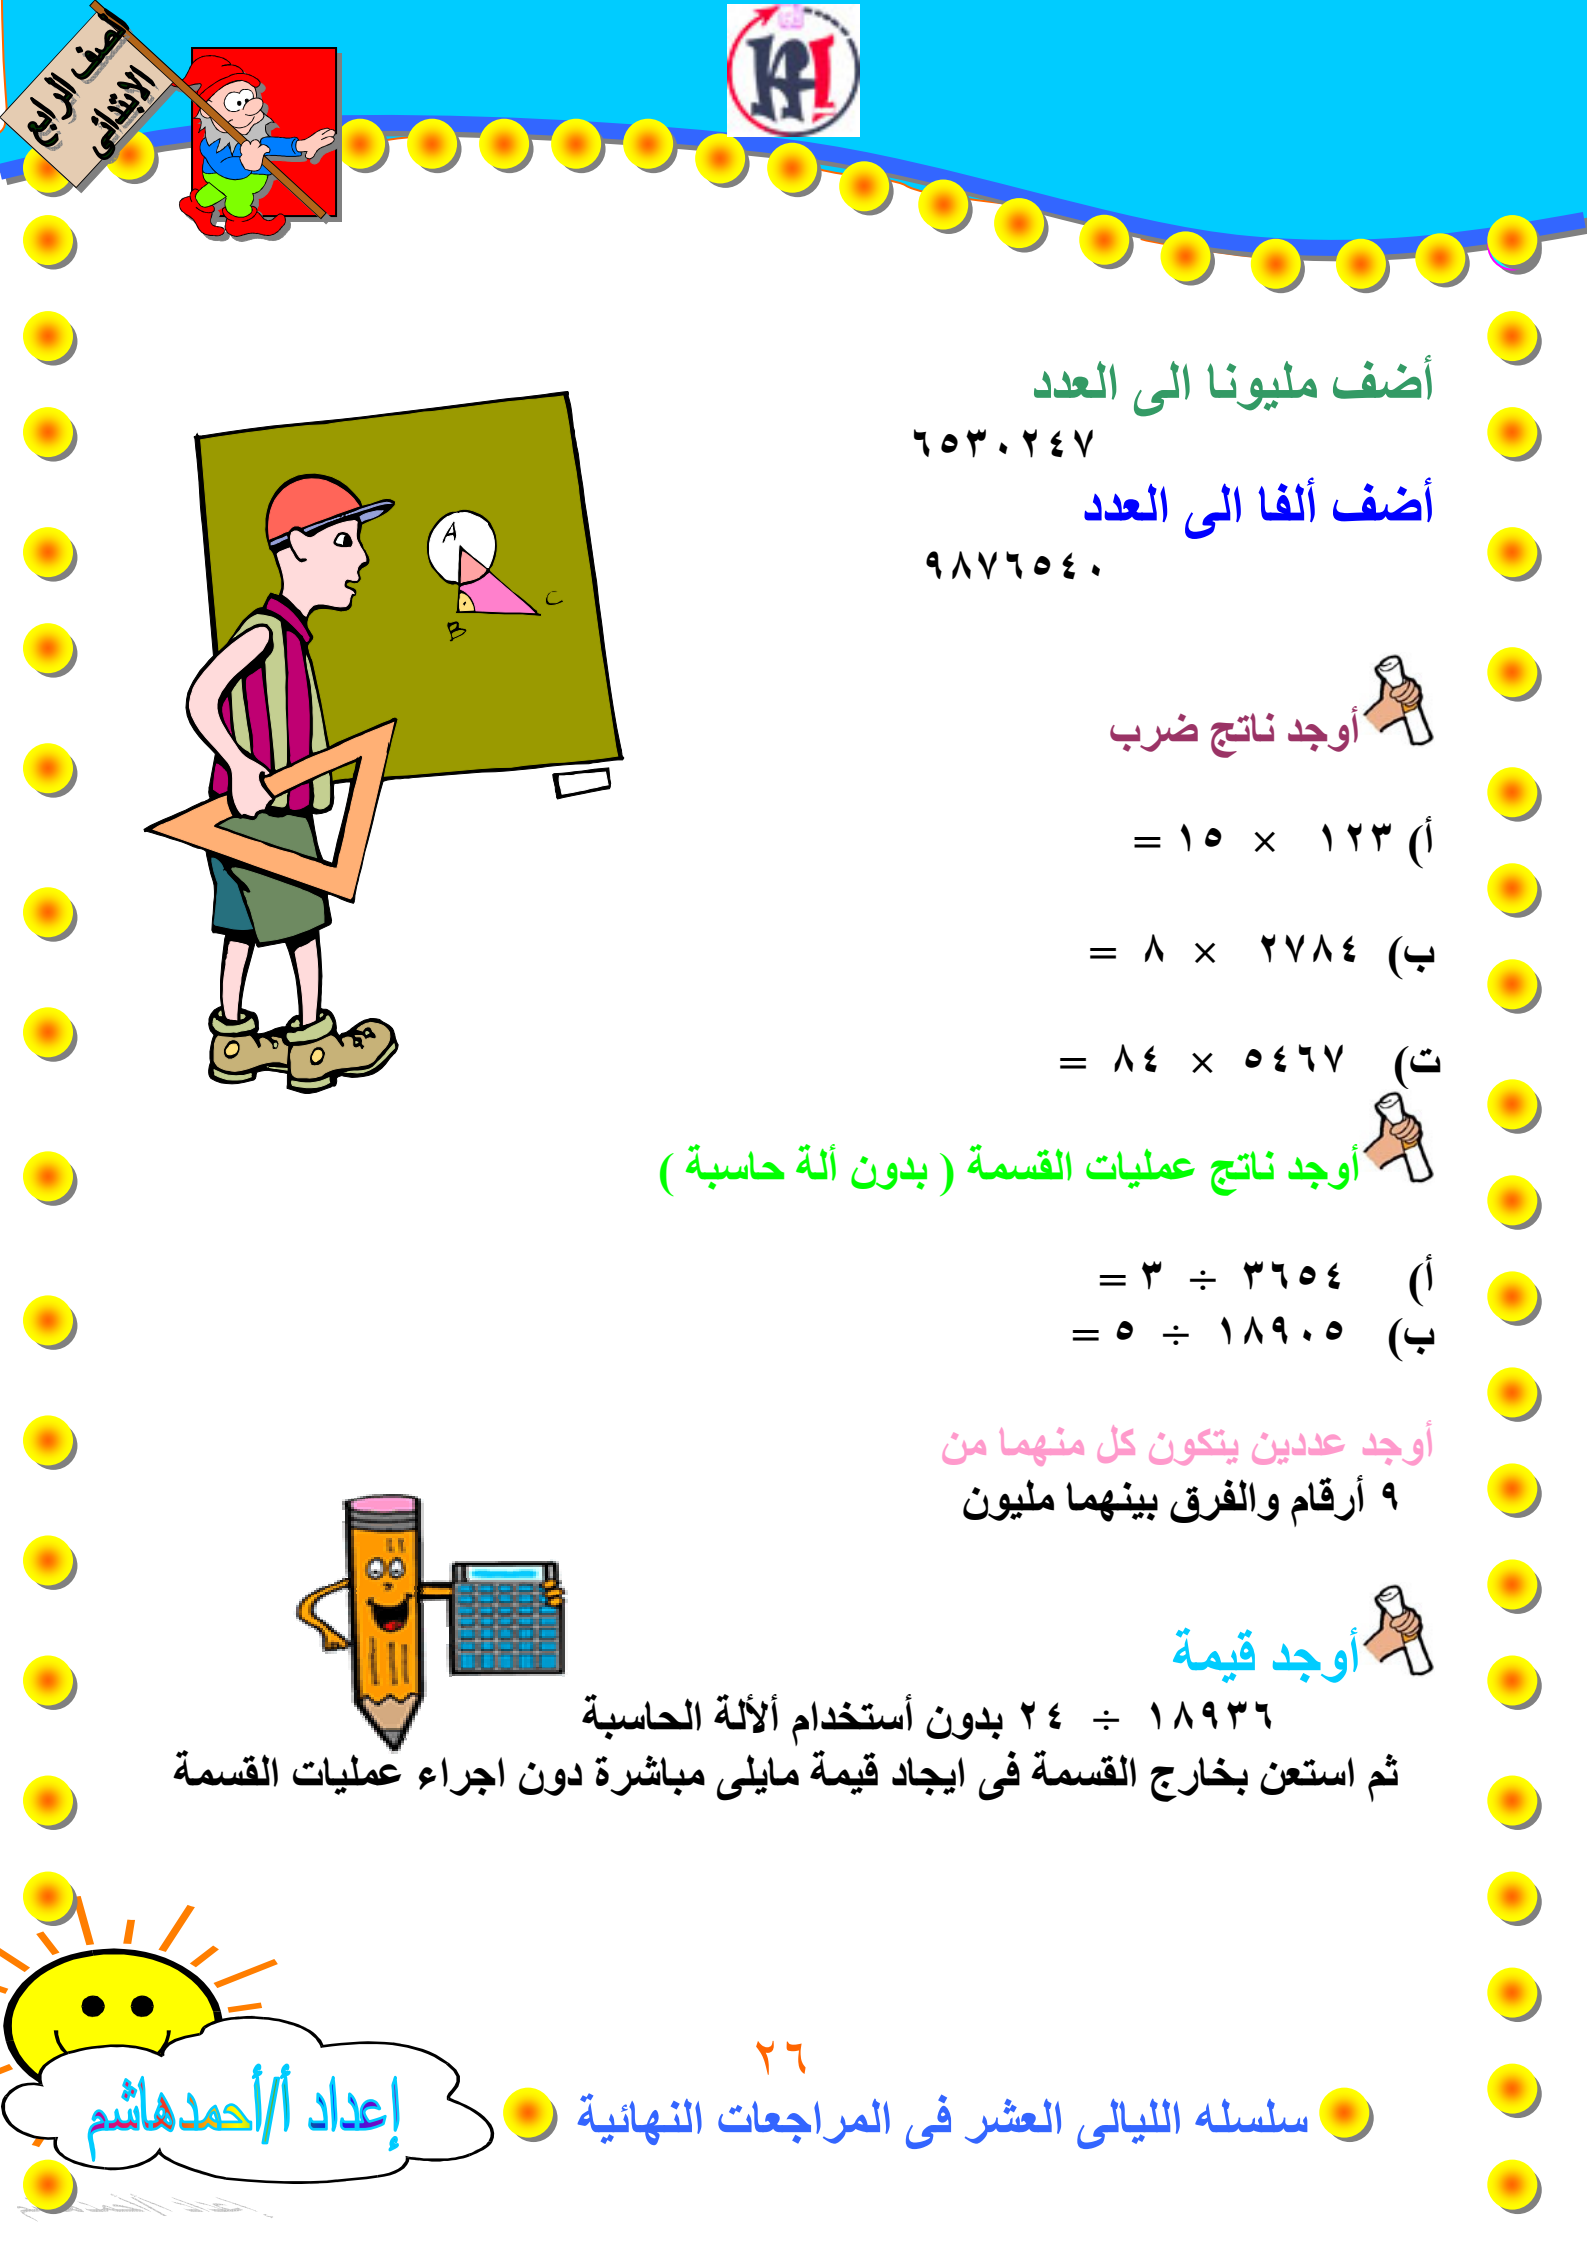 الصف الرابع
الابتدائى
أضف مليونا الى العدد
٦٥٣٠٢٤٧
أضف ألفا الى العدد
٩٨٧٦٥٤٠
A
B
C
أوجد ناتج ضرب
أ) ١٢٣ × ١٥ =
ب) ٢٧٨٤ × ٨ =
ت) ٥٤٦٧ × ٨٤ =
أوجد ناتج عمليات القسمة ( بدون ألة حاسبة )
أ) ٣٦٥٤ ÷ ٣ =
ب) ١٨٩٠٥ ÷ ٥ =
أوجد عددين يتكون كل منهما من
٩ أرقام والفرق بينهما مليون
أوجد قيمة
١٨٩٣٦ ÷ ٢٤ بدون أستخدام ألألة الحاسبة
ثم استعن بخارج القسمة فى ايجاد قيمة مايلى مباشرة دون اجراء عمليات القسمة
٢٦
سلسله الليالى العشر فى المراجعات النهائية
إعداد أ/أحمدهاشم